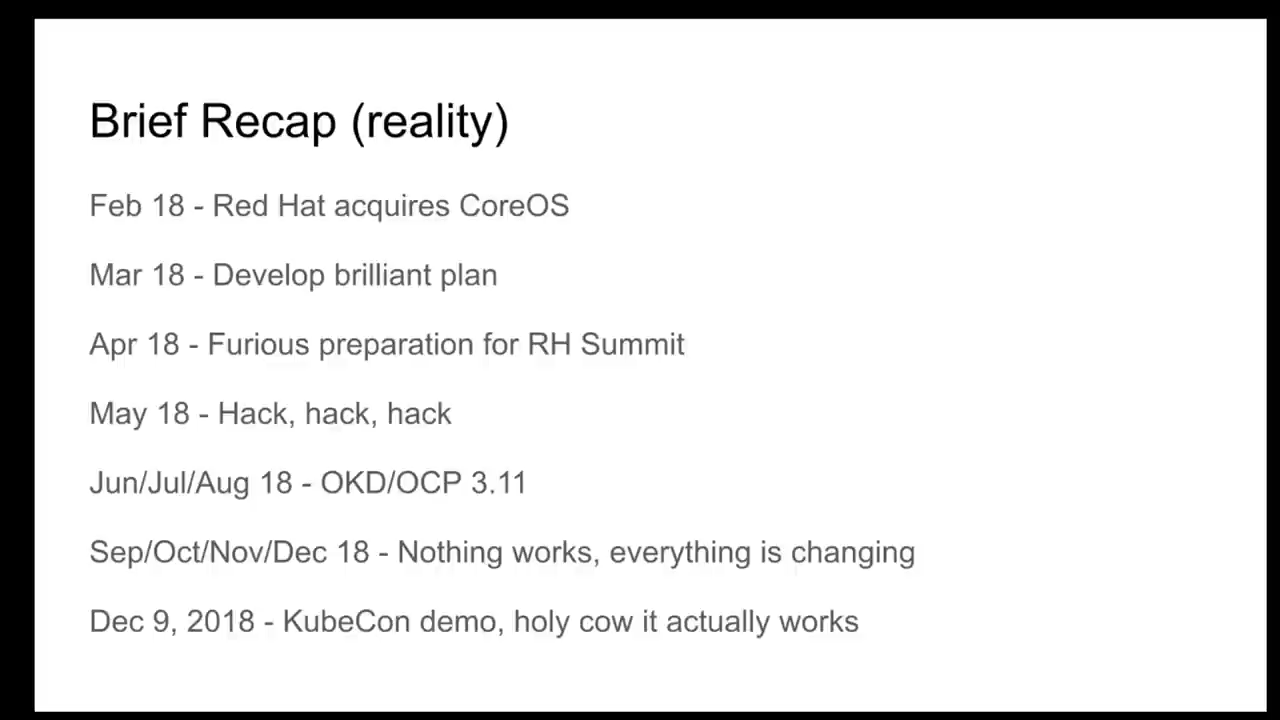 Brief Recap (reality)
Feb 18 - Red Hat acquires CoreOS
Mar 18 - Develop brilliant plan
Apr 18 - Furious preparation for RH Summit
May 18 - Hack, hack, hack
Jun/Jul/Aug 18 - OKD/OCP 3.11
Sep/Oct/Nov/Dec 18 - Nothing works, everything is changing
Dec 9, 2018 - KubeCon demo, holy cow it actually works